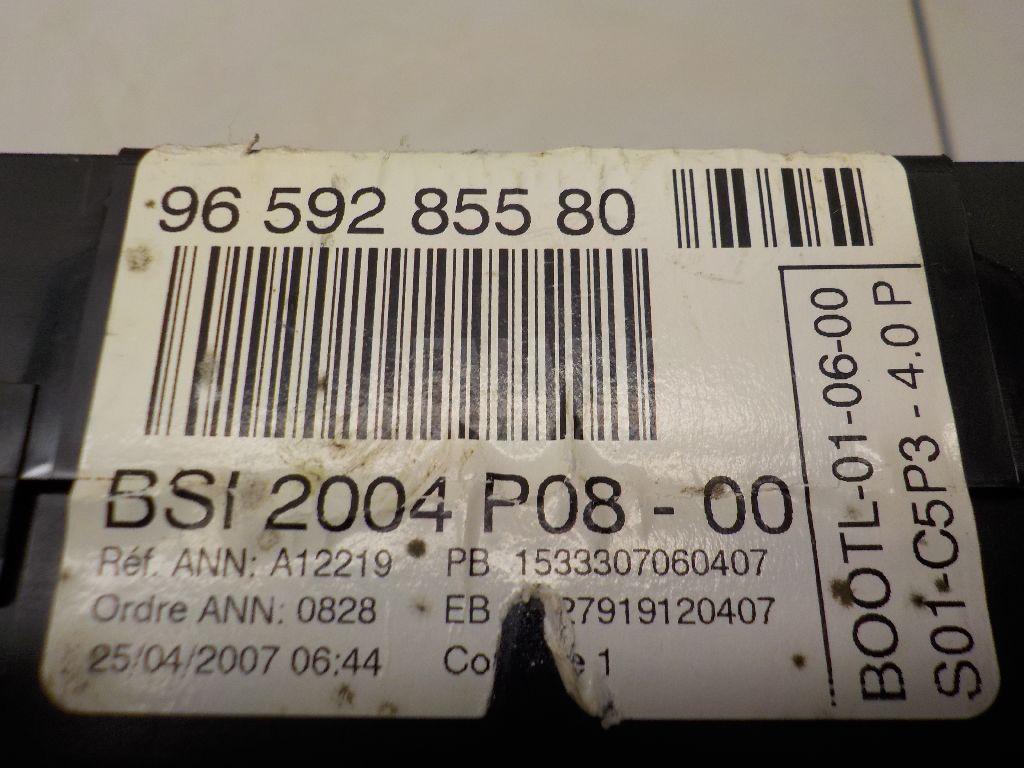 96 592 855 80
BSI 2004 P08 - 00
Réf. ANN: A12219 PB 1533307060407
Ordre ANN: 0828 EB
25/04/2007 06:44 1
BOOTL-01-06-00
S01-C5P3 - 4.0 P